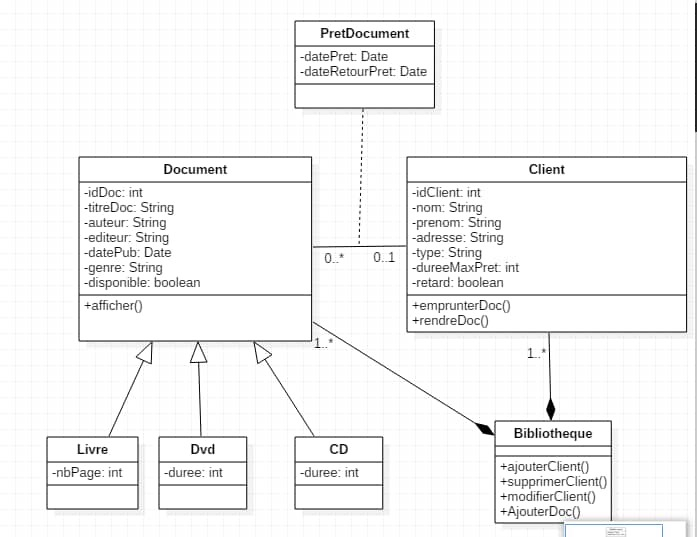 PretDocument
-datePret: Date
-dateRetourPret: Date
Document
-idDoc: int
-titreDoc: String
-auteur: String
-editeur: String
-datePub: Date
-genre: String
-disponible: boolean
+afficher()
Client
-idClient: int
-nom: String
-prenom: String
-adresse: String
-type: String
-dureeMaxPret: int
-retard: boolean
+emprunterDoc()
+rendreDoc()
0..*
0..1
1..*
1..*
Livre
-nbPage: int
Dvd
-duree: int
CD
-duree: int
Bibliotheque
+ajouterClient()
+supprimerClient()
+modifierClient()
+AjouterDoc()